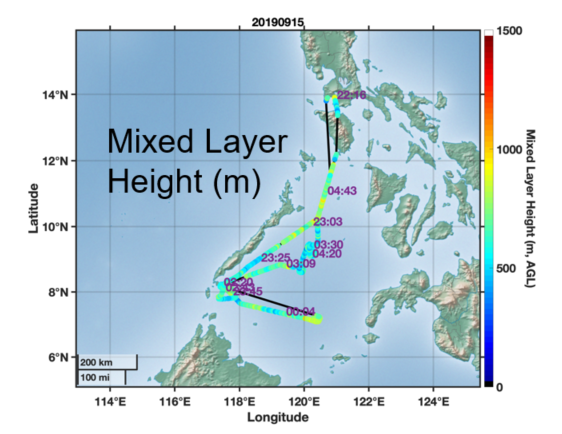 20190915
1500
14°N
22:16
Mixed Layer
Height (m)
12°N
1000
04:43
Latitude
Mixed Layer Height (m, AGL)
10°N
23:03
03:30
04:20
23:25
03:09
500
8°N
00:04
6°N
200 km
100 mi
0
114°E
116°E
118°E
120°E
122°E
124°E
Longitude